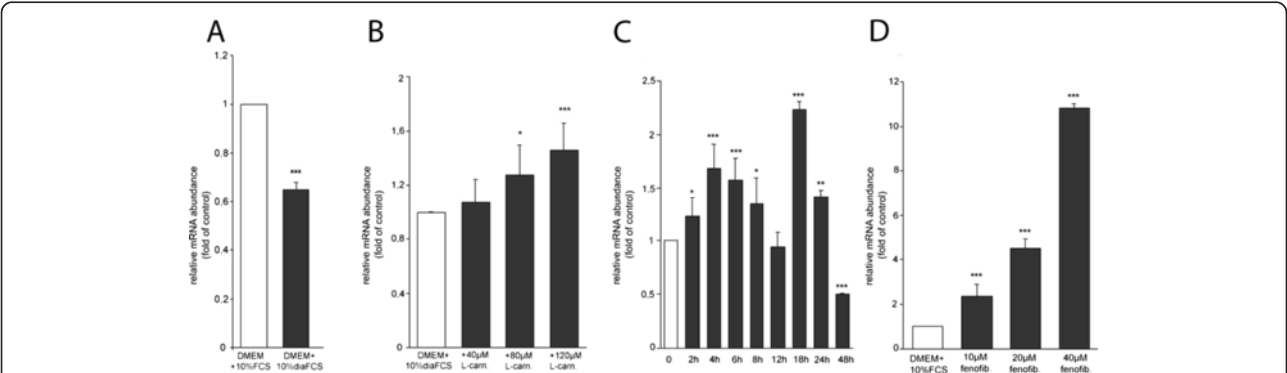 A
1,2
1
0.8
0.6
0,4
0,2
0
relative mRNA abundance
(fold of control)
***
DMEM
+10%FCS
DMEM+
10%diaFCS
B
2
1,6
1.2
0,8
0,4
0
relative mRNA abundance
(fold of control)
*
***
DMEM+
10%diaFCS
+40µM
L-carn.
+80µM
L-carn.
+120µM
L-carn.
C
2,5
2
1,5
1
0,5
0
relative mRNA abundance
(fold of control)
*
***
***
*
***
**
***
0 2h 4h 6h 8h 12h 18h 24h 48h
D
12
10
8
6
4
2
0
relative mRNA abundance
(fold of control)
***
***
***
DMEM+
10%FCS
10µM
fenofib.
20µM
fenofib.
40µM
fenofib.